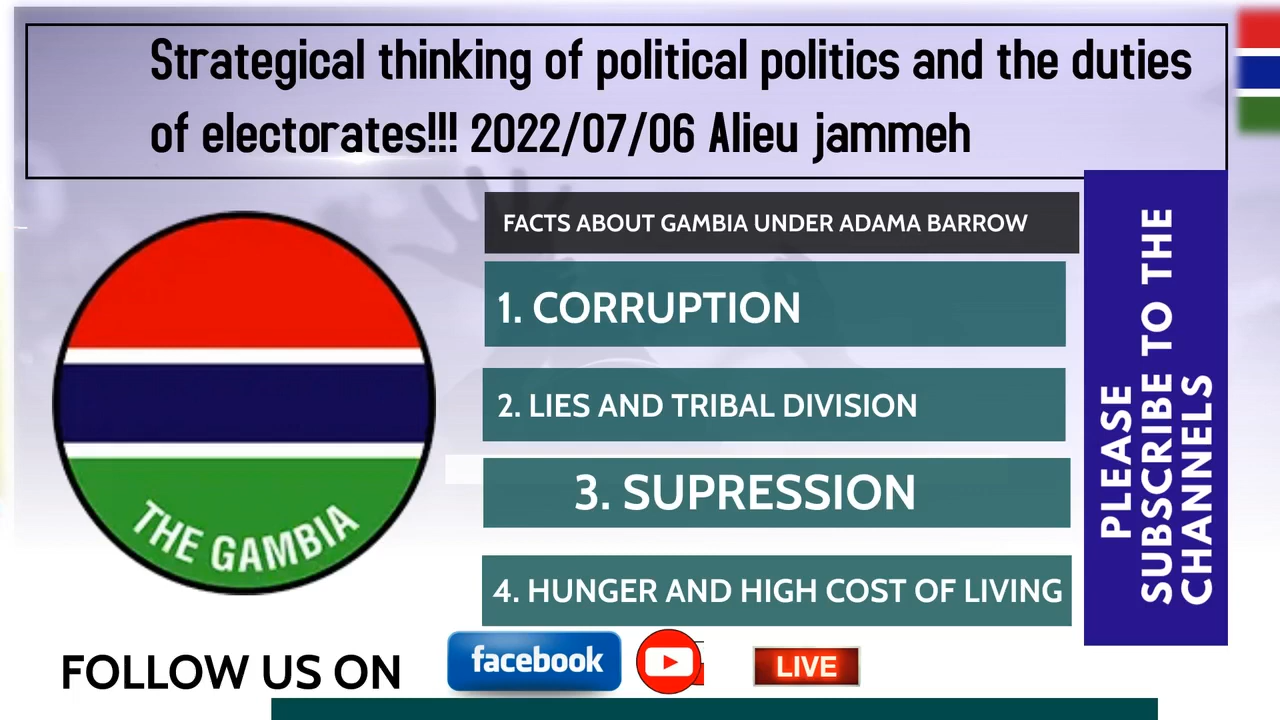 Strategical thinking of political politics and the duties
of electorates!!! 2022/07/06 Alieu jammeh
FACTS ABOUT GAMBIA UNDER ADAMA BARROW
1. CORRUPTION
2. LIES AND TRIBAL DIVISION
3. SUPRESSION
4. HUNGER AND HIGH COST OF LIVING
THE GAMBIA
PLEASE
SUBSCRIBE TO THE
CHANNELS
FOLLOW US ON
facebook
LIVE